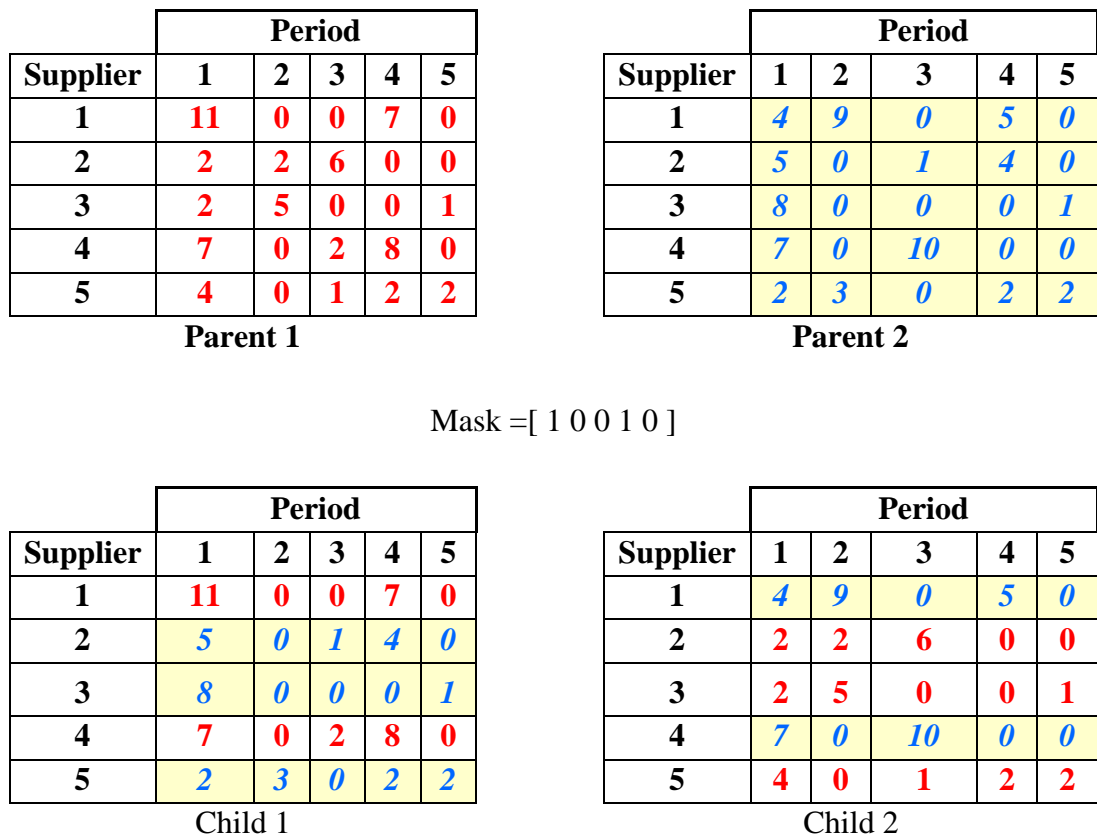 Period Period
Supplier 1 2 3 4 5 Supplier 1 2 3 4 5
1 11 0 0 7 0 1 4 9 0 5 0
2 2 2 6 0 0 2 5 0 1 4 0
3 2 5 0 0 1 3 8 0 0 0 1
4 7 0 2 8 0 4 7 0 10 0 0
5 4 0 1 2 2 5 2 3 0 2 2
Parent 1 Parent 2
Mask =[ 1 0 0 1 0 ]
Period Period
Supplier 1 2 3 4 5 Supplier 1 2 3 4 5
1 11 0 0 7 0 1 4 9 0 5 0
2 5 0 1 4 0 2 2 2 6 0 0
3 8 0 0 0 1 3 2 5 0 0 1
4 7 0 2 8 0 4 7 0 10 0 0
5 2 3 0 2 2 5 4 0 1 2 2
Child 1 Child 2